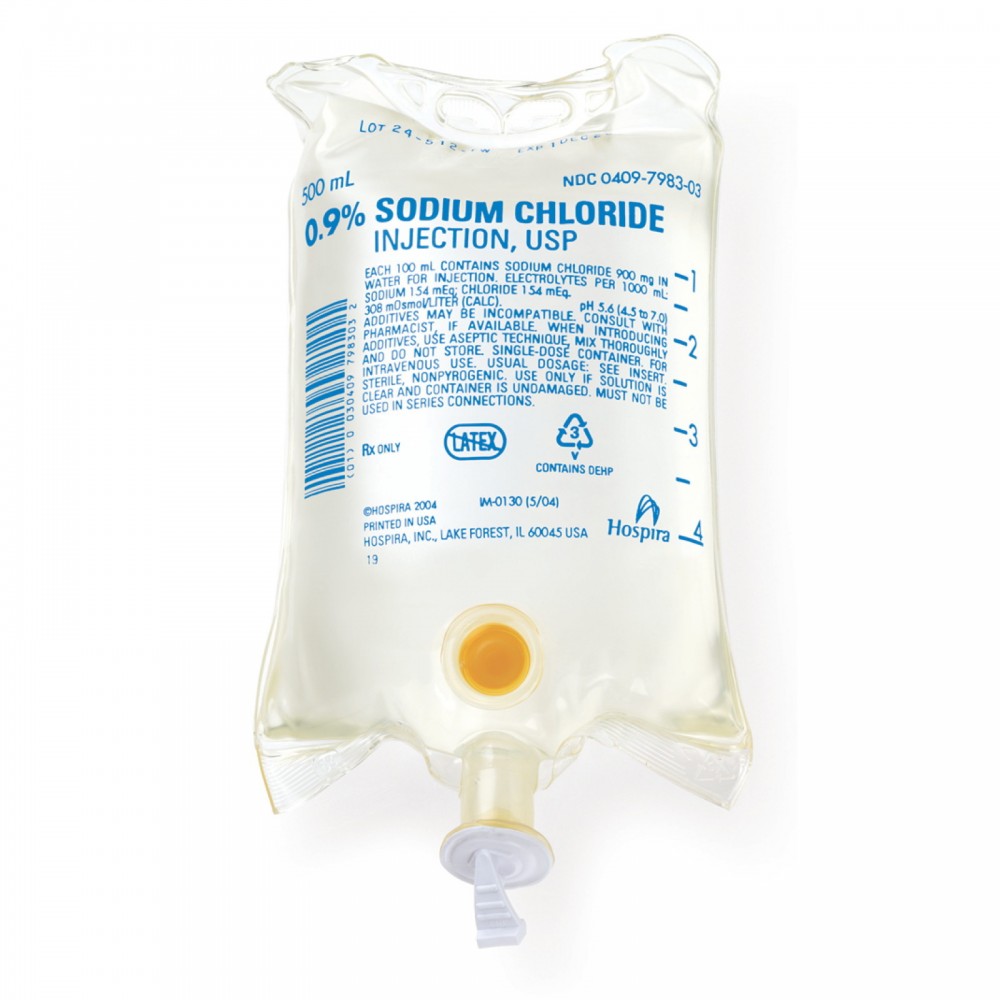 LOT 24-512
500 mL
NDC 0409-7983-03
0.9% SODIUM CHLORIDE
INJECTION, USP
EACH 100 mL CONTAINS SODIUM CHLORIDE 900 mg IN
WATER FOR INJECTION. ELECTROLYTES PER 1000 mL:
SODIUM 154 mEq; CHLORIDE 154 mEq.
308 mOsmol/LITER (CALC). pH 5.6 (4.5 to 7.0)
ADDITIVES MAY BE INCOMPATIBLE. CONSULT WITH
PHARMACIST, IF AVAILABLE. WHEN INTRODUCING
ADDITIVES, USE ASEPTIC TECHNIQUE, MIX THOROUGHLY
AND DO NOT STORE. SINGLE-DOSE CONTAINER. FOR
INTRAVENOUS USE. USUAL DOSAGE: SEE INSERT.
STERILE, NONPYROGENIC. USE ONLY IF SOLUTION IS
CLEAR AND CONTAINER IS UNDAMAGED. MUST NOT BE
USED IN SERIES CONNECTIONS.
1
2
3
4
(01) 0 030409 798303 2
Rx ONLY
LATEX
3
V
CONTAINS DEHP
©HOSPIRA 2004
IM-0130 (5/04)
PRINTED IN USA
HOSPIRA, INC., LAKE FOREST, IL 60045 USA
Hospira
19